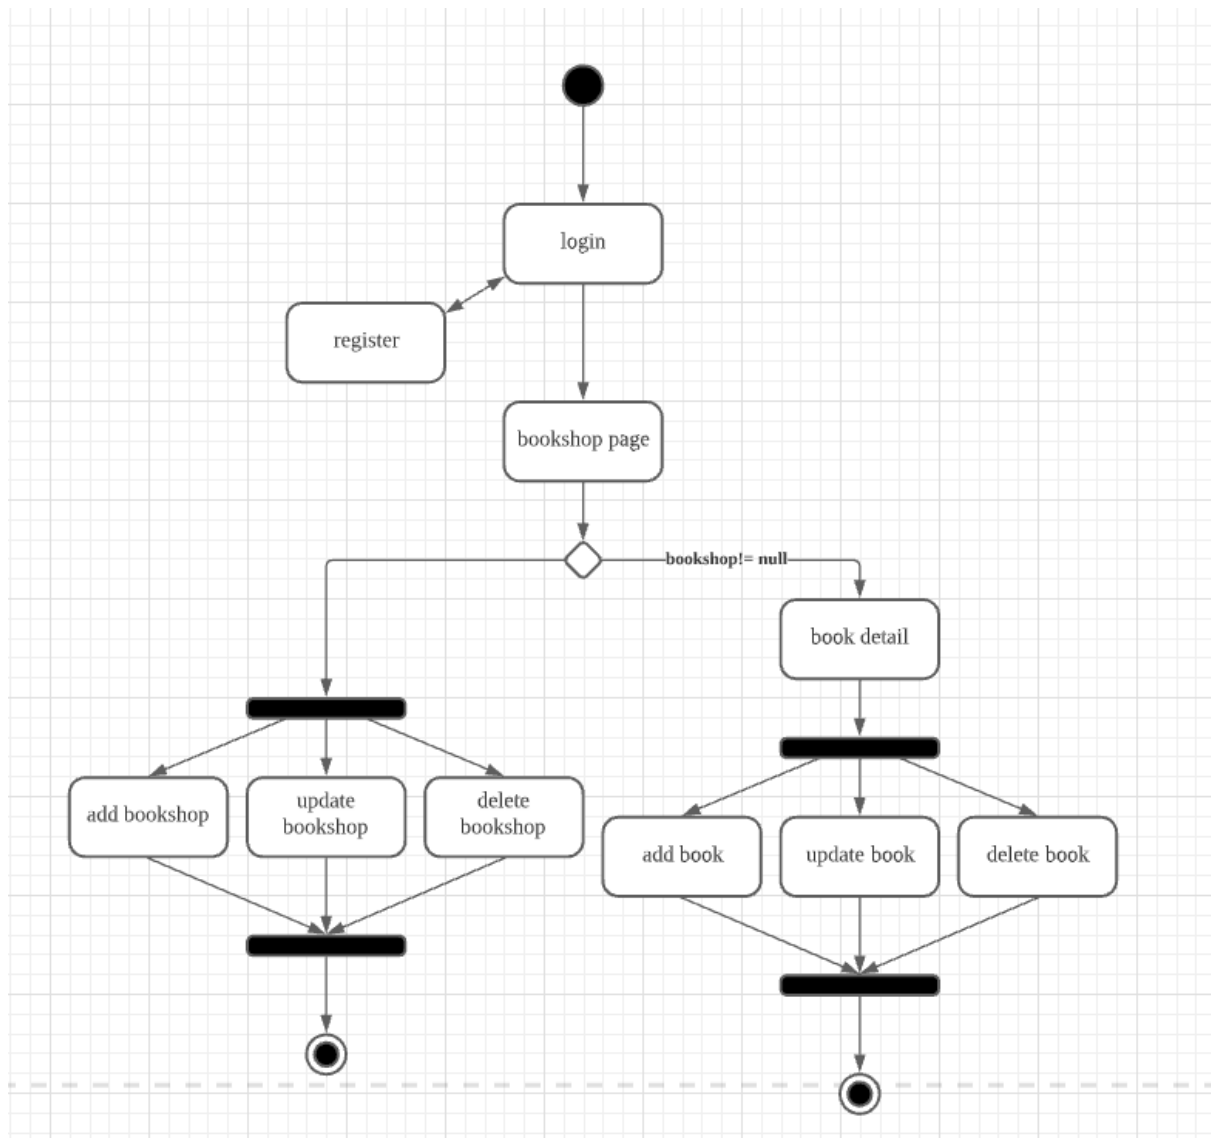 login
register
bookshop page
bookshop!= null
book detail
add bookshop
update
bookshop
delete
bookshop
add book
update book
delete book